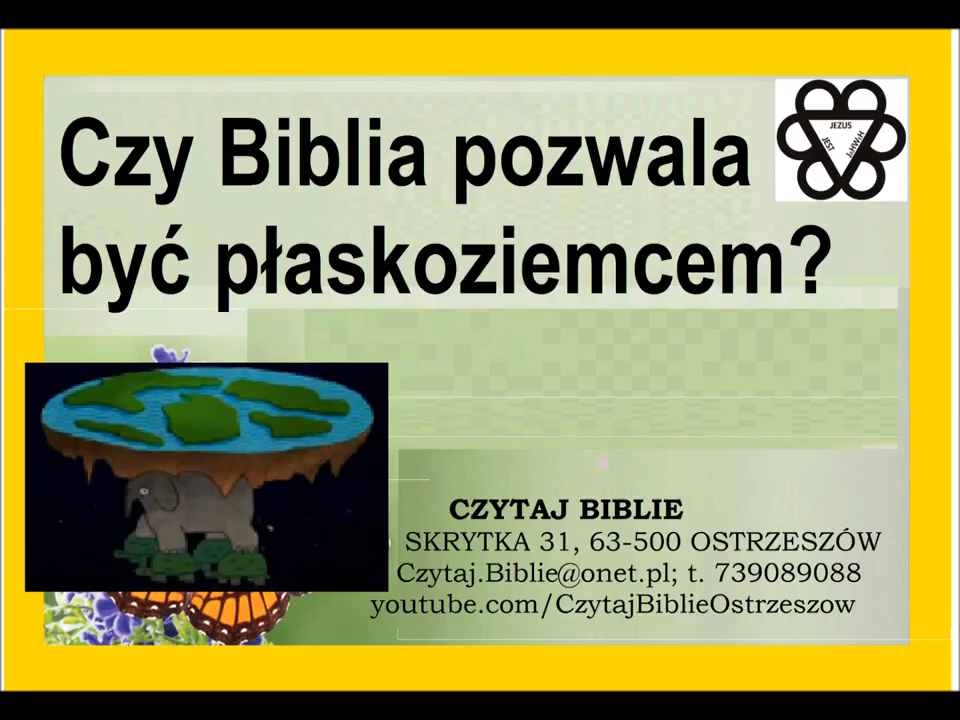 Czy Biblia pozwala
być płaskoziemcem?
JEZUS
JEST
JaHWeH
CZYTAJ BIBLIE
SKRYTKA 31, 63-500 OSTRZESZÓW
Czytaj.Biblie@onet.pl; t. 739089088
youtube.com/CzytajBiblieOstrzeszow